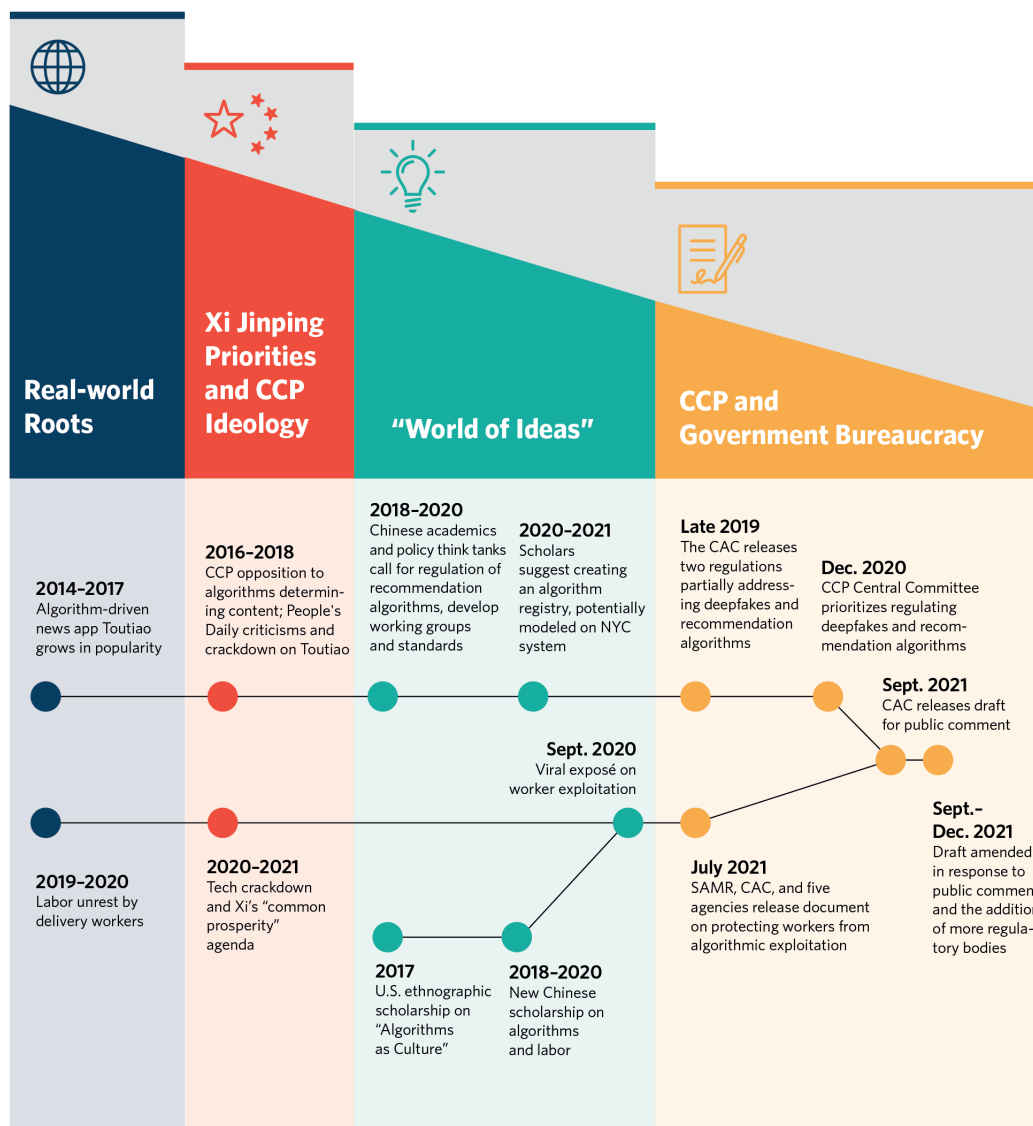 Real-world
Roots
Xi Jinping
Priorities
and CCP
Ideology
“World of Ideas”
CCP and
Government Bureaucracy
2014–2017
Algorithm-driven
news app Toutiao
grows in popularity
2016–2018
CCP opposition to
algorithms determin-
ing content; People's
Daily criticisms and
crackdown on Toutiao
2018–2020
Chinese academics
and policy think tanks
call for regulation of
recommendation
algorithms, develop
working groups
and standards
2020–2021
Scholars
suggest creating
an algorithm
registry, potentially
modeled on NYC
system
Late 2019
The CAC releases
two regulations
partially address-
ing deepfakes and
recommendation
algorithms
Dec. 2020
CCP Central Committee
prioritizes regulating
deepfakes and recom-
mendation algorithms
Sept. 2021
CAC releases draft
for public comment
Sept. 2020
Viral exposé on
worker exploitation
2019–2020
Labor unrest by
delivery workers
2020–2021
Tech crackdown
and Xi’s “common
prosperity”
agenda
2017
U.S. ethnographic
scholarship on
“Algorithms
as Culture”
2018–2020
New Chinese
scholarship on
algorithms
and labor
July 2021
SAMR, CAC, and five
agencies release document
on protecting workers from
algorithmic exploitation
Sept.–
Dec. 2021
Draft amended
in response to
public commen
and the addition
of more regula-
tory bodies